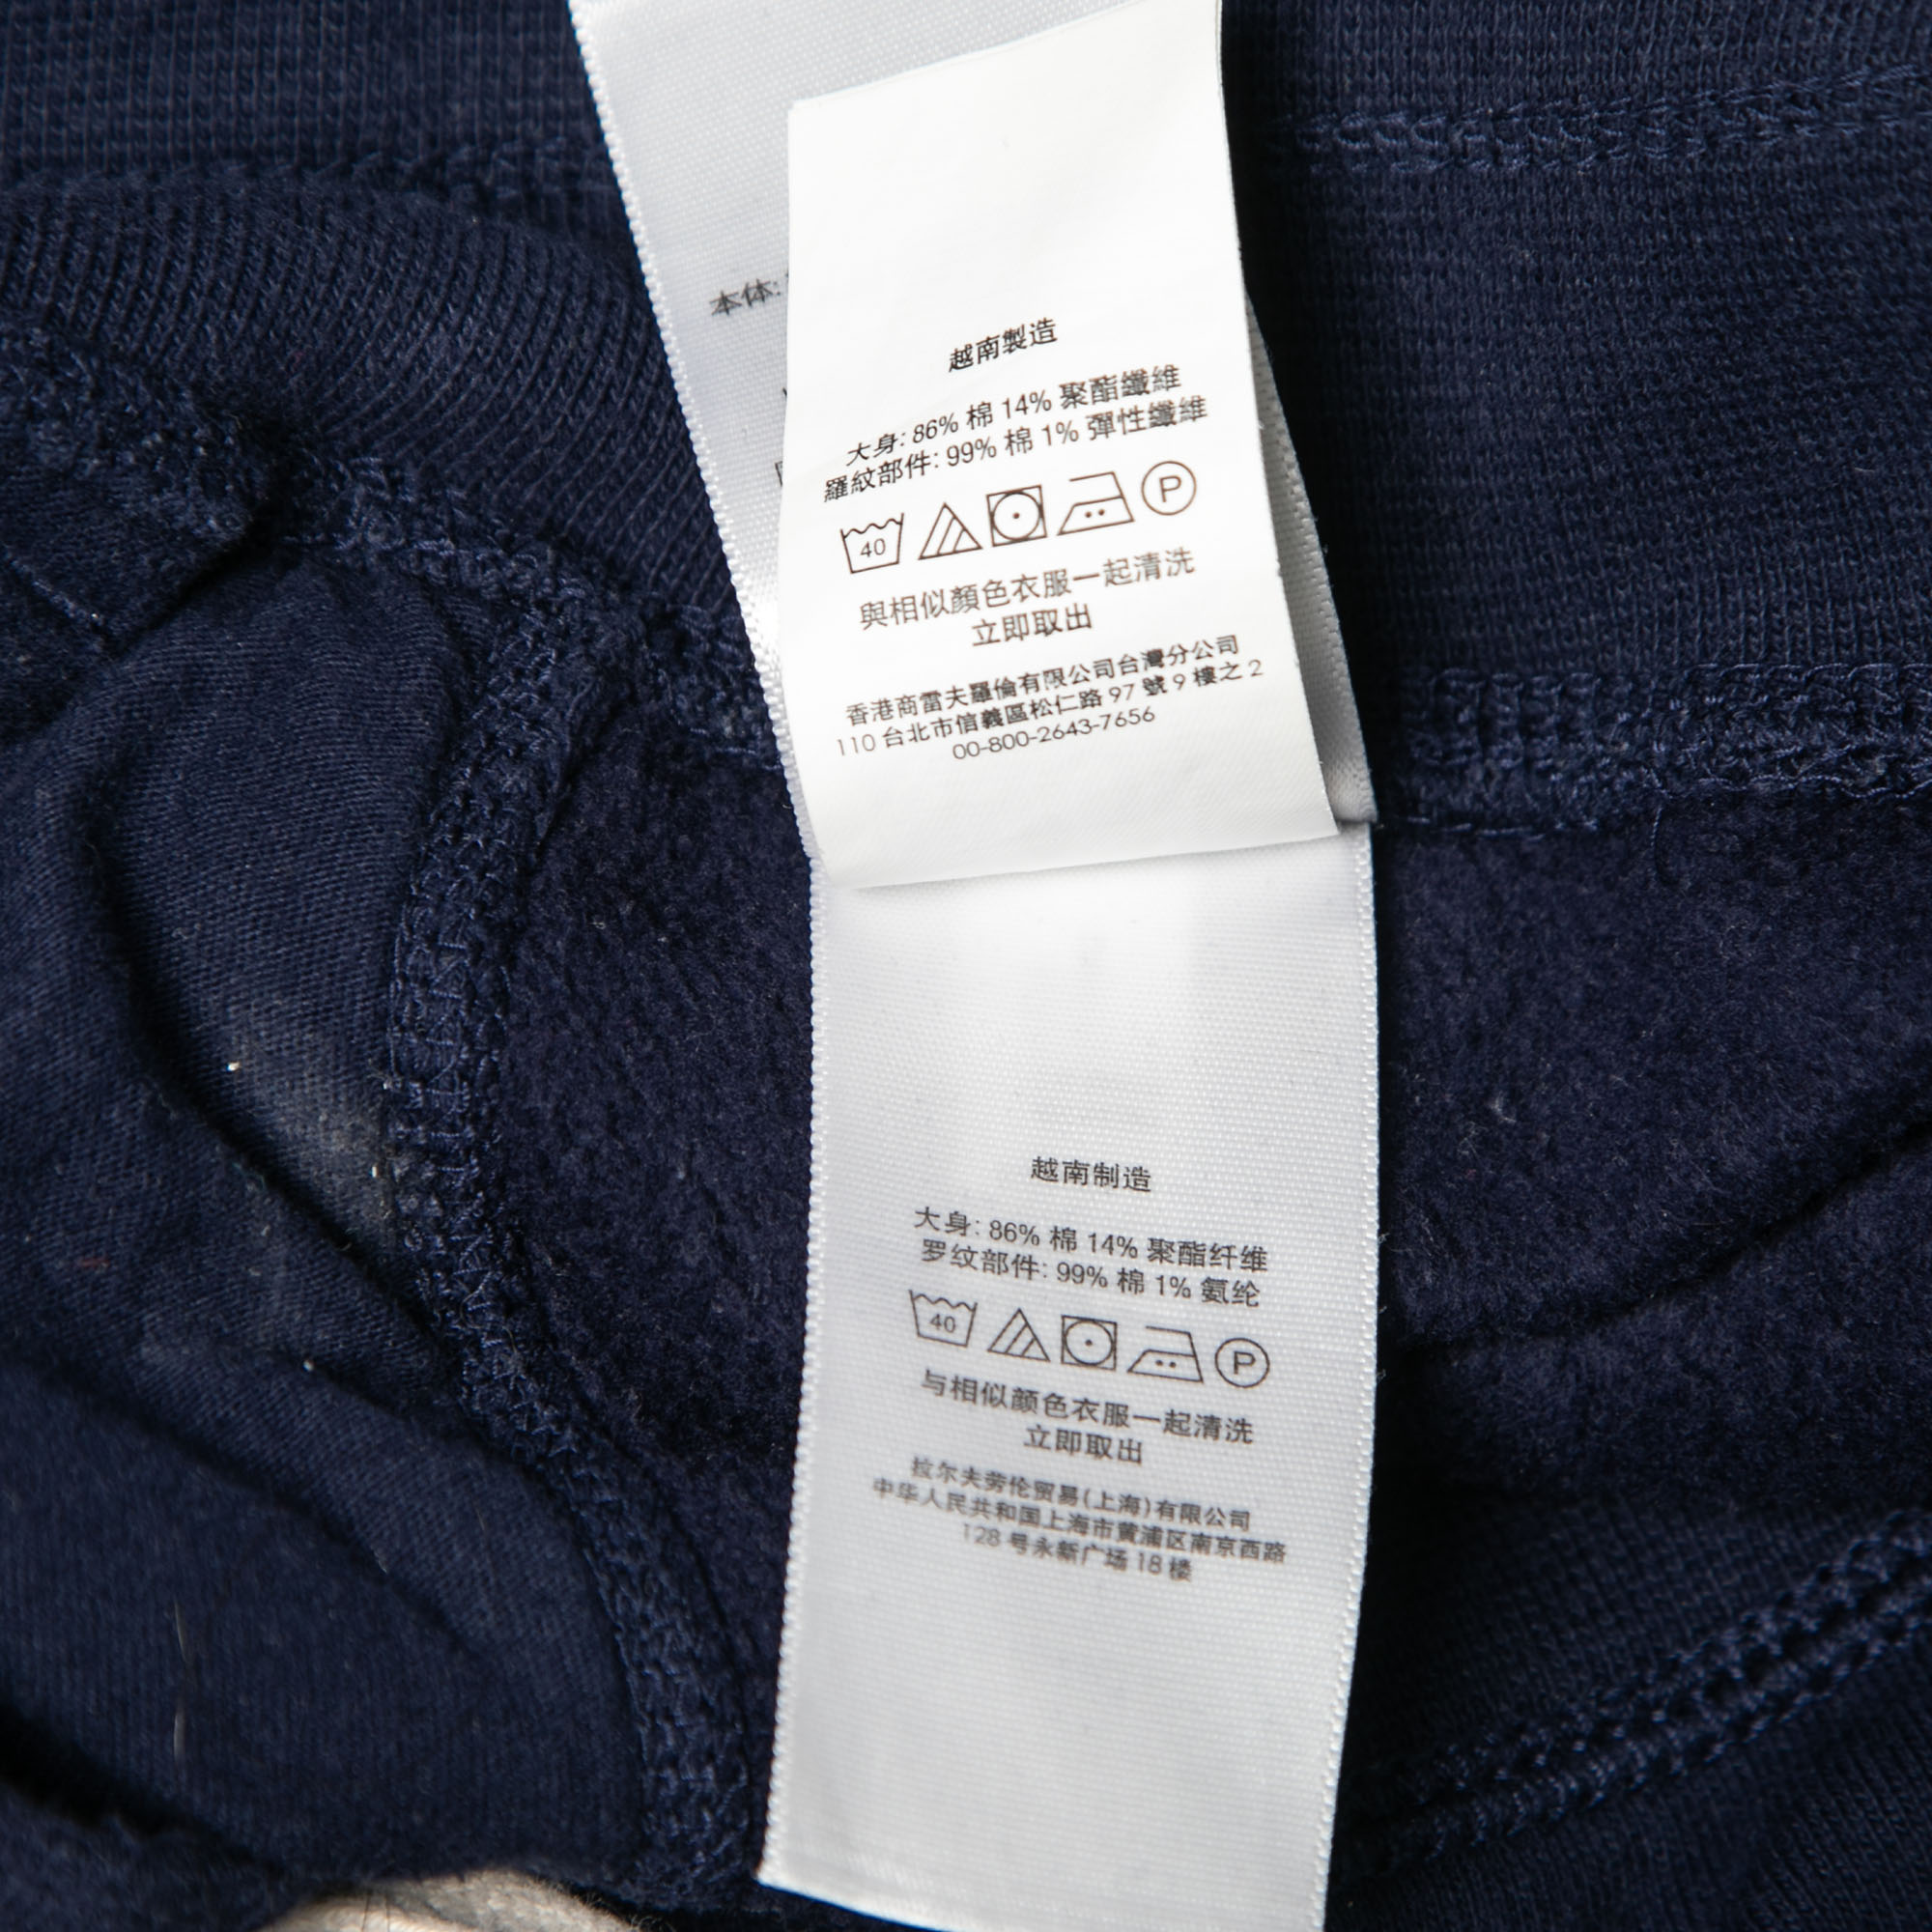 本体:
越南製造
大身: 86% 棉 14% 聚酯纖維
羅紋部件: 99% 棉 1% 彈性纖維
40
P
與相似顏色衣服一起清洗
立即取出
香港商雷夫羅倫有限公司台灣分公司
110 台北市信義區松仁路 97 號 9 樓之 2
00-800-2643-7656
越南制造
大身: 86% 棉 14% 聚酯纤维
罗纹部件: 99% 棉 1% 氨纶
40
P
与相似颜色衣服一起清洗
立即取出
拉尔夫劳伦贸易(上海)有限公司
中华人民共和国上海市黄浦区南京西路
128 号永新广场 18 楼